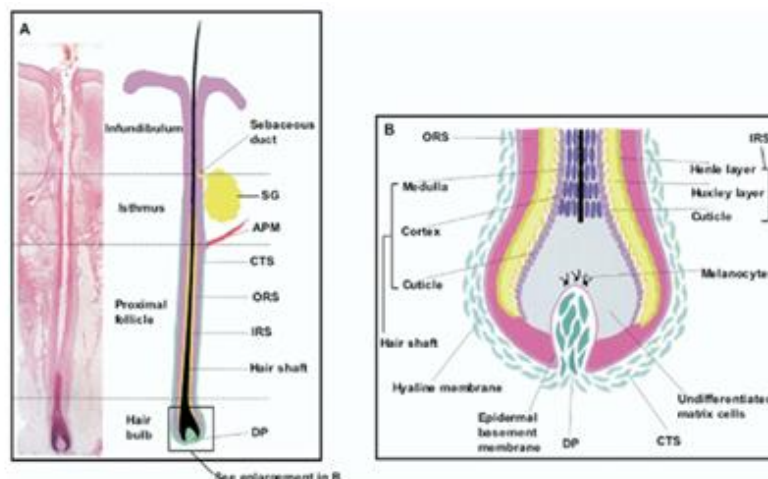 A
Infundibulum
Sebaceous
duct
SG
Isthmus
APM
CTS
ORS
Proximal
follicle
IRS
Hair shaft
Hair
bulb
DP
See enlargement in B
B
ORS
IRS
Henle layer
Medulla
Huxley layer
Cuticle
Cortex
Melanocyte
Cuticle
Hair shaft
Hyaline membrane
Undifferentiated
matrix cells
Epidermal
basement
membrane
DP
CTS